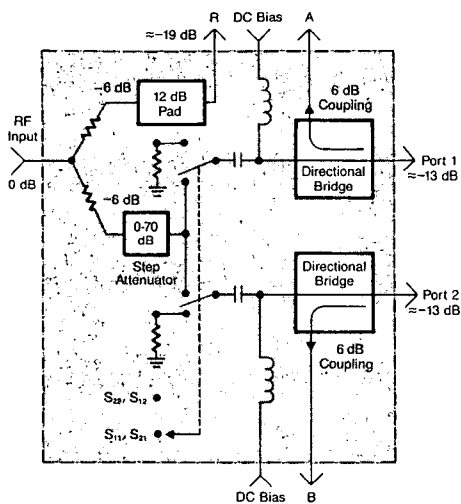 R
≈-19 dB
DC Bias
A
-6 dB
12 dB
Pad
6 dB
Coupling
RF
Input
0 dB
Directional
Bridge
Port 1
≈-13 dB
-6 dB
0-70
dB
Step
Attenuator
Directional
Bridge
Port 2
≈-13 dB
6 dB
Coupling
S22, S12
S11, S21
DC Bias
B